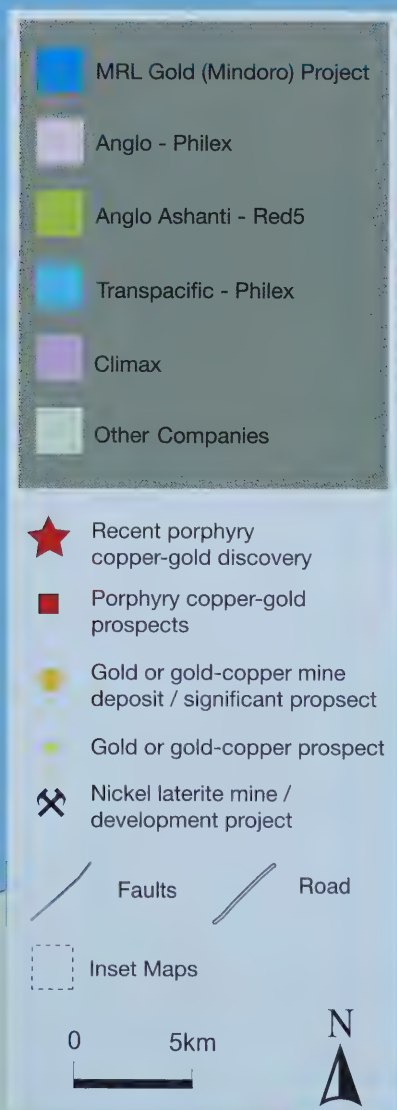 MRL Gold (Mindoro) Project
Anglo - Philex
Anglo Ashanti - Red5
Transpacific - Philex
Climax
Other Companies
Recent porphyry
copper-gold discovery
Porphyry copper-gold
prospects
Gold or gold-copper mine
deposit / significant propsect
Gold or gold-copper prospect
Nickel laterite mine /
development project
Faults
Road
Inset Maps
0 5km
N